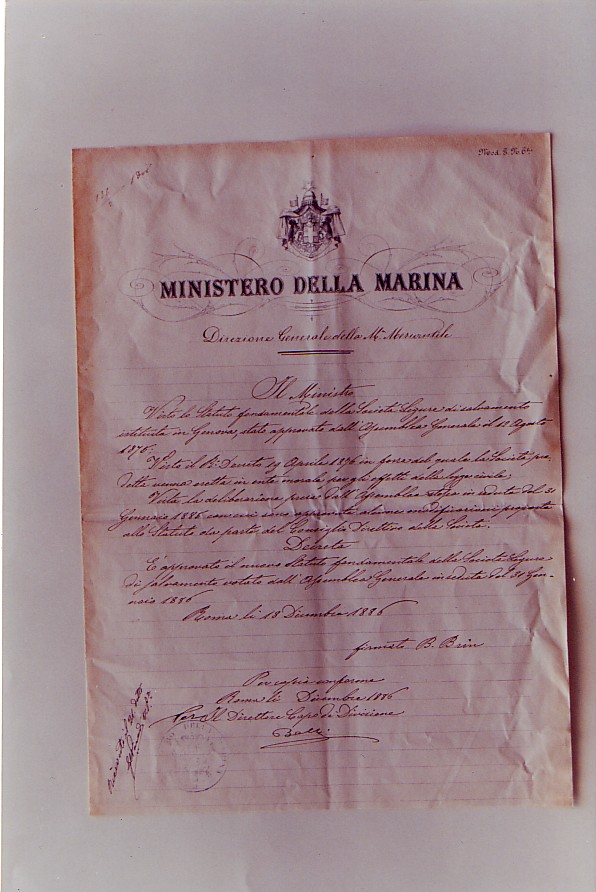 Mod. S. N. 6
MINISTERO DELLA MARINA
Direzione Generale della Mª Mercantile
Il Ministro
Visto lo Statuto fondamentale della Società Ligure di salvamento
istituita in Genova, stato approvato dall'Assemblea Generale il 1º Agosto
1876.
Visto il Rº Decreto 19 Aprile 1876 in forza del quale la Società pre-
detta venne eretta in ente morale per gli effetti della legge civile.
Vista la deliberazione presa dall'Assemblea stessa in seduta del 31
Gennaio 1886 con cui sono approvate alcune modificazioni proposte
allo Statuto da parte del Consiglio Direttivo della Società.
Decreta
È approvato il nuovo Statuto fondamentale della Società Ligure
di Salvamento votato dall'Assemblea Generale in seduta del 31 Gen-
naio 1886
Roma li 18 Dicembre 1886
firmato B. Brin
Per copia conforme
Roma li Dicembre 1886
Il Direttore Capo di Divisione